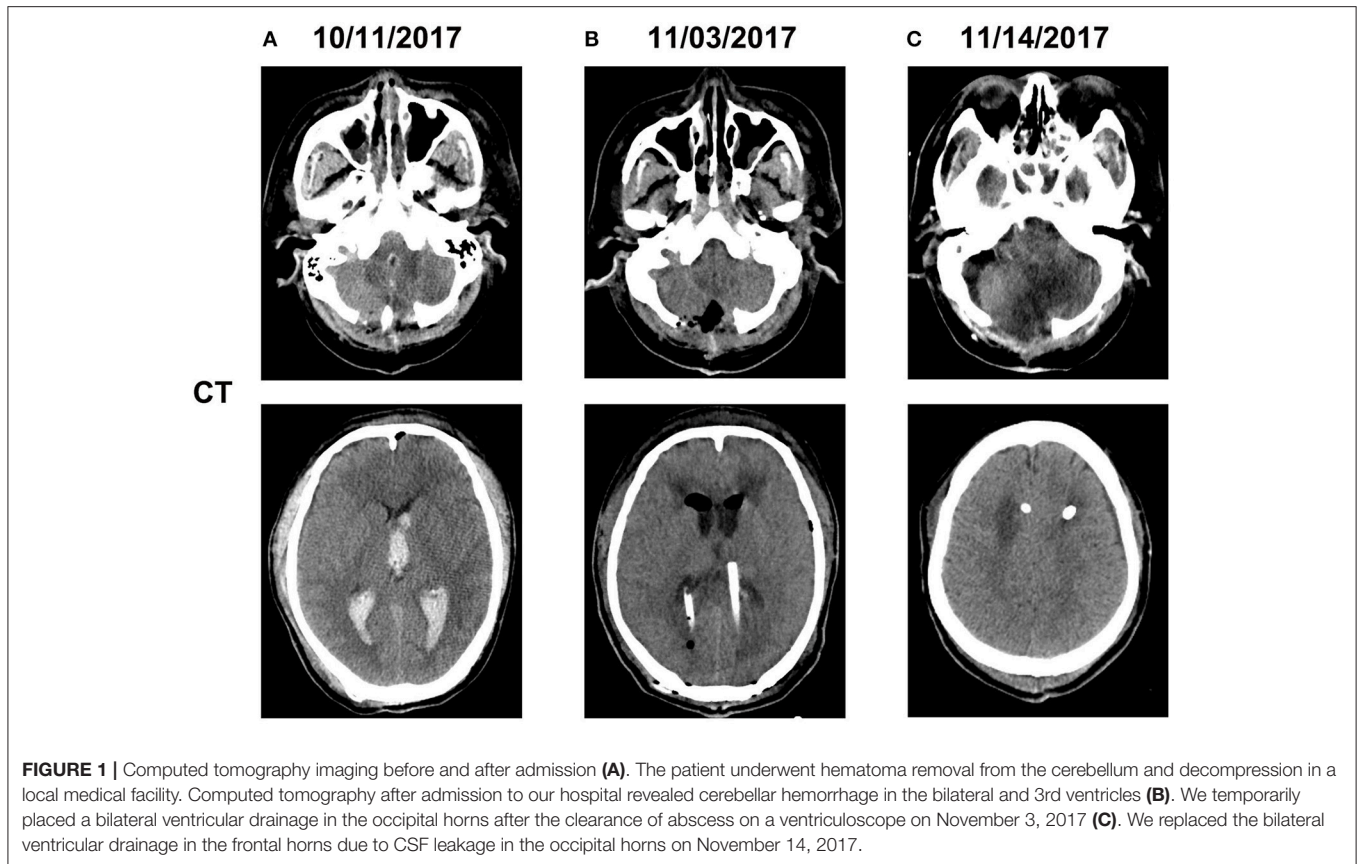 A 10/11/2017 B 11/03/2017 C 11/14/2017
CT
FIGURE 1 | Computed tomography imaging before and after admission (A). The patient underwent hematoma removal from the cerebellum and decompression in a
local medical facility. Computed tomography after admission to our hospital revealed cerebellar hemorrhage in the bilateral and 3rd ventricles (B). We temporarily
placed a bilateral ventricular drainage in the occipital horns after the clearance of abscess on a ventriculoscope on November 3, 2017 (C). We replaced the bilateral
ventricular drainage in the frontal horns due to CSF leakage in the occipital horns on November 14, 2017.